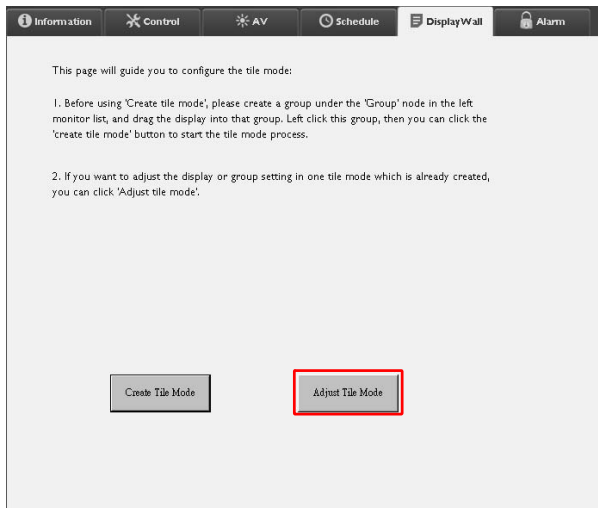 Information Control AV Schedule DisplayWall Alarm
This page will guide you to configure the tile mode:
1. Before using 'Create tile mode', please create a group under the 'Group' node in the left
monitor list, and drag the display into that group. Left click this group, then you can click the
'create tile mode' button to start the tile mode process.
2. If you want to adjust the display or group setting in one tile mode which is already created,
you can click 'Adjust tile mode'.
Create Tile Mode Adjust Tile Mode